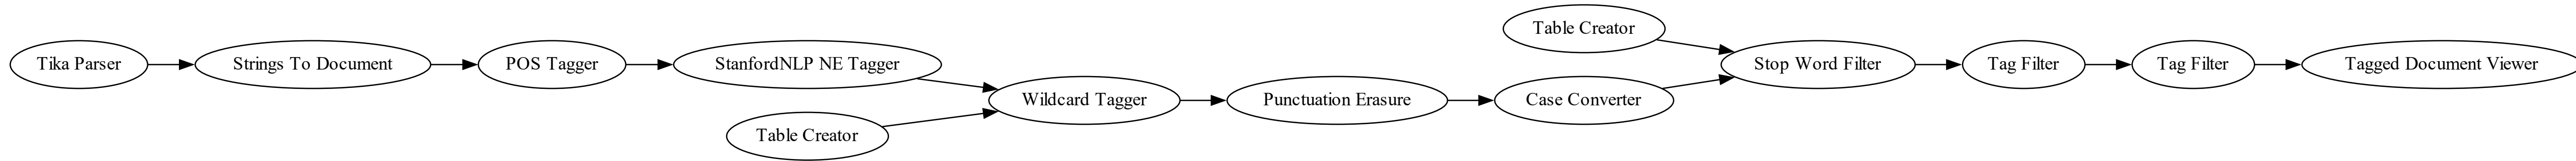 Tika Parser
Strings To Document
POS Tagger
StanfordNLP NE Tagger
Table Creator
Wildcard Tagger
Punctuation Erasure
Case Converter
Table Creator
Stop Word Filter
Tag Filter
Tag Filter
Tagged Document Viewer